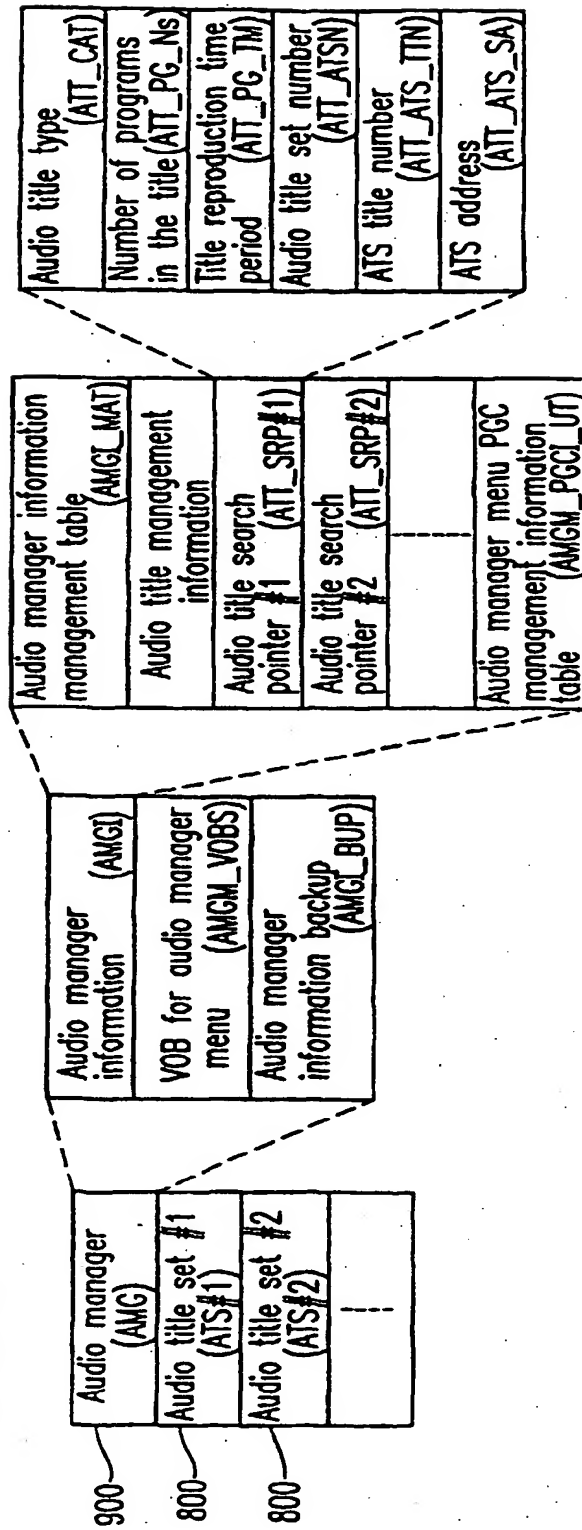 900
Audio manager
(AMG)
800
Audio title set #1
(ATS#1)
800
Audio title set #2
(ATS#2)
Audio manager
information (AMGI)
VOB for audio manager
menu (AMGM_VOBS)
Audio manager
information backup
(AMGI_BUP)
Audio manager information
management table
(AMGI_MAT)
Audio title management
information
Audio title search
pointer #1 (ATT_SRP#1)
Audio title search
pointer #2 (ATT_SRP#2)
Audio manager menu PGC
management information
table (AMGM_PGCI_UT)
Audio title type
(ATT_CAT)
Number of programs
in the title(ATT_PG_Ns)
Title reproduction time
period (ATT_PG_TM)
Audio title set number
(ATT_ATSN)
ATS title number
(ATT_ATS_TTN)
ATS address
(ATT_ATS_SA)